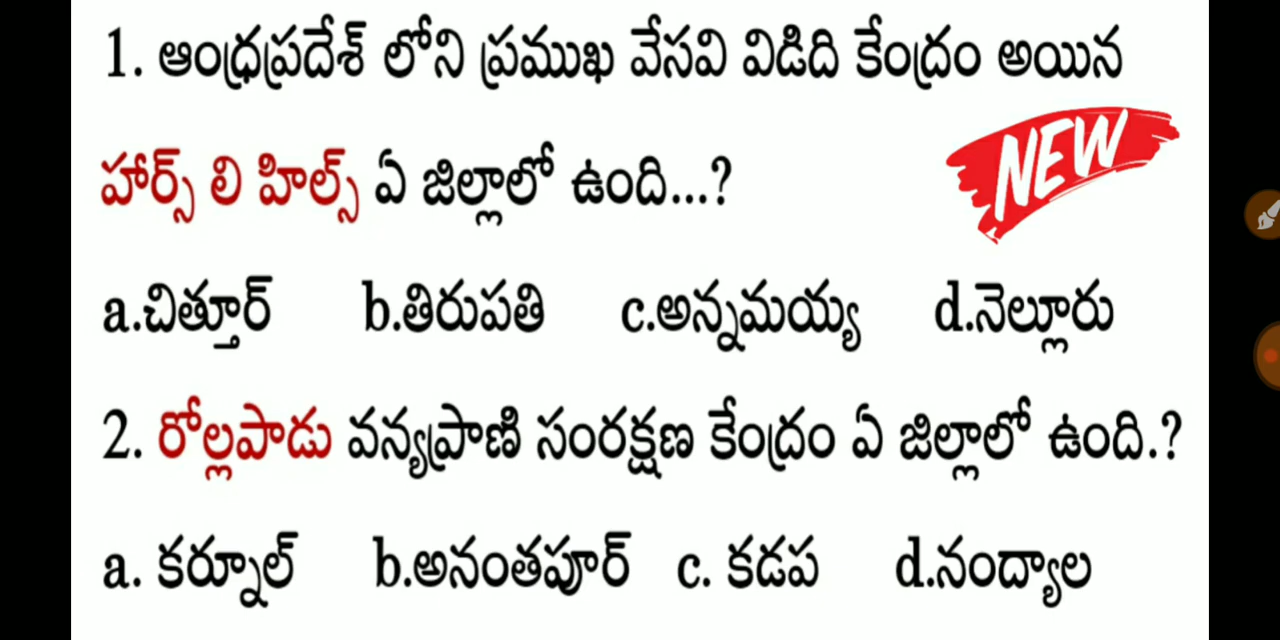 1. ఆంధ్రప్రదేశ్ లోని ప్రముఖ వేసవి విడిది కేంద్రం అయిన
హార్స్ లి హిల్స్ ఏ జిల్లాలో ఉంది...?
NEW
a.చిత్తూర్ b.తిరుపతి c.అన్నమయ్య d.నెల్లూరు
2. రోల్లపాడు వన్యప్రాణి సంరక్షణ కేంద్రం ఏ జిల్లాలో ఉంది.?
a. కర్నూల్ b.అనంతపూర్ c. కడప d.నంద్యాల